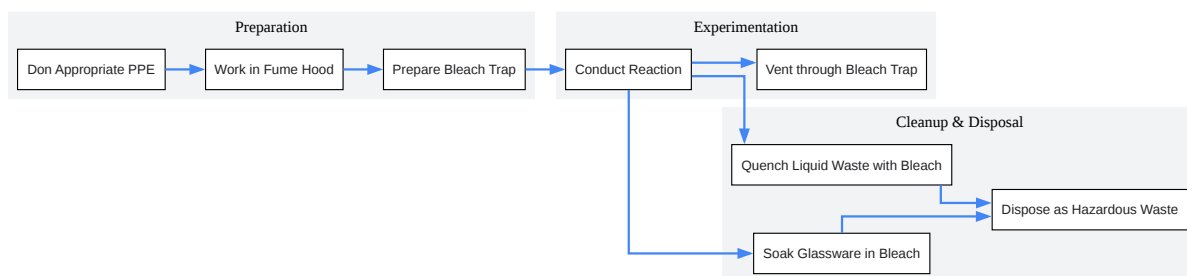 Preparation
Experimentation
Don Appropriate PPE
Work in Fume Hood
Prepare Bleach Trap
Conduct Reaction
Vent through Bleach Trap
Cleanup & Disposal
Quench Liquid Waste with Bleach
Dispose as Hazardous Waste
Soak Glassware in Bleach